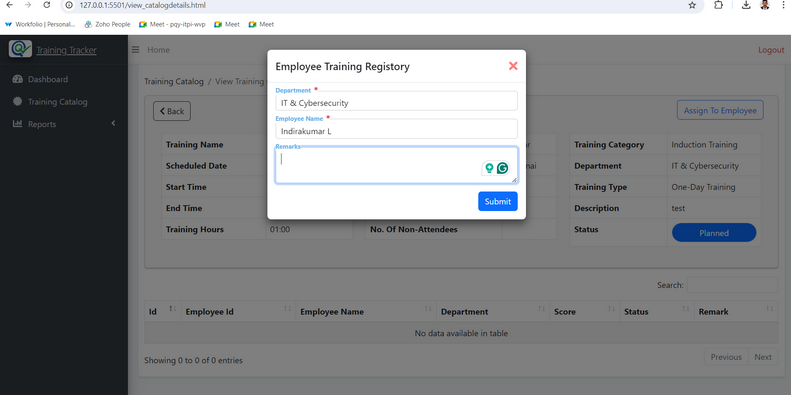 127.0.0.1:5501/view_catalogdetails.html
Workfolio | Personal... Zoho People Meet - pqy-itpi-wvp Meet Meet
Training Tracker
Home
Logout
Dashboard
Training Catalog
Reports
Training Catalog / View Training
< Back
Assign To Employee
Employee Training Registory
Department *
IT & Cybersecurity
Employee Name *
Indirakumar L
Remarks
Submit
Training Name
Training Category Induction Training
Scheduled Date
Department IT & Cybersecurity
Start Time
Training Type One-Day Training
End Time
Description test
Training Hours 01:00 No. Of Non-Attendees
Status Planned
Search:
Id Employee Id Employee Name Department Score Status Remark
No data available in table
Showing 0 to 0 of 0 entries
Previous Next